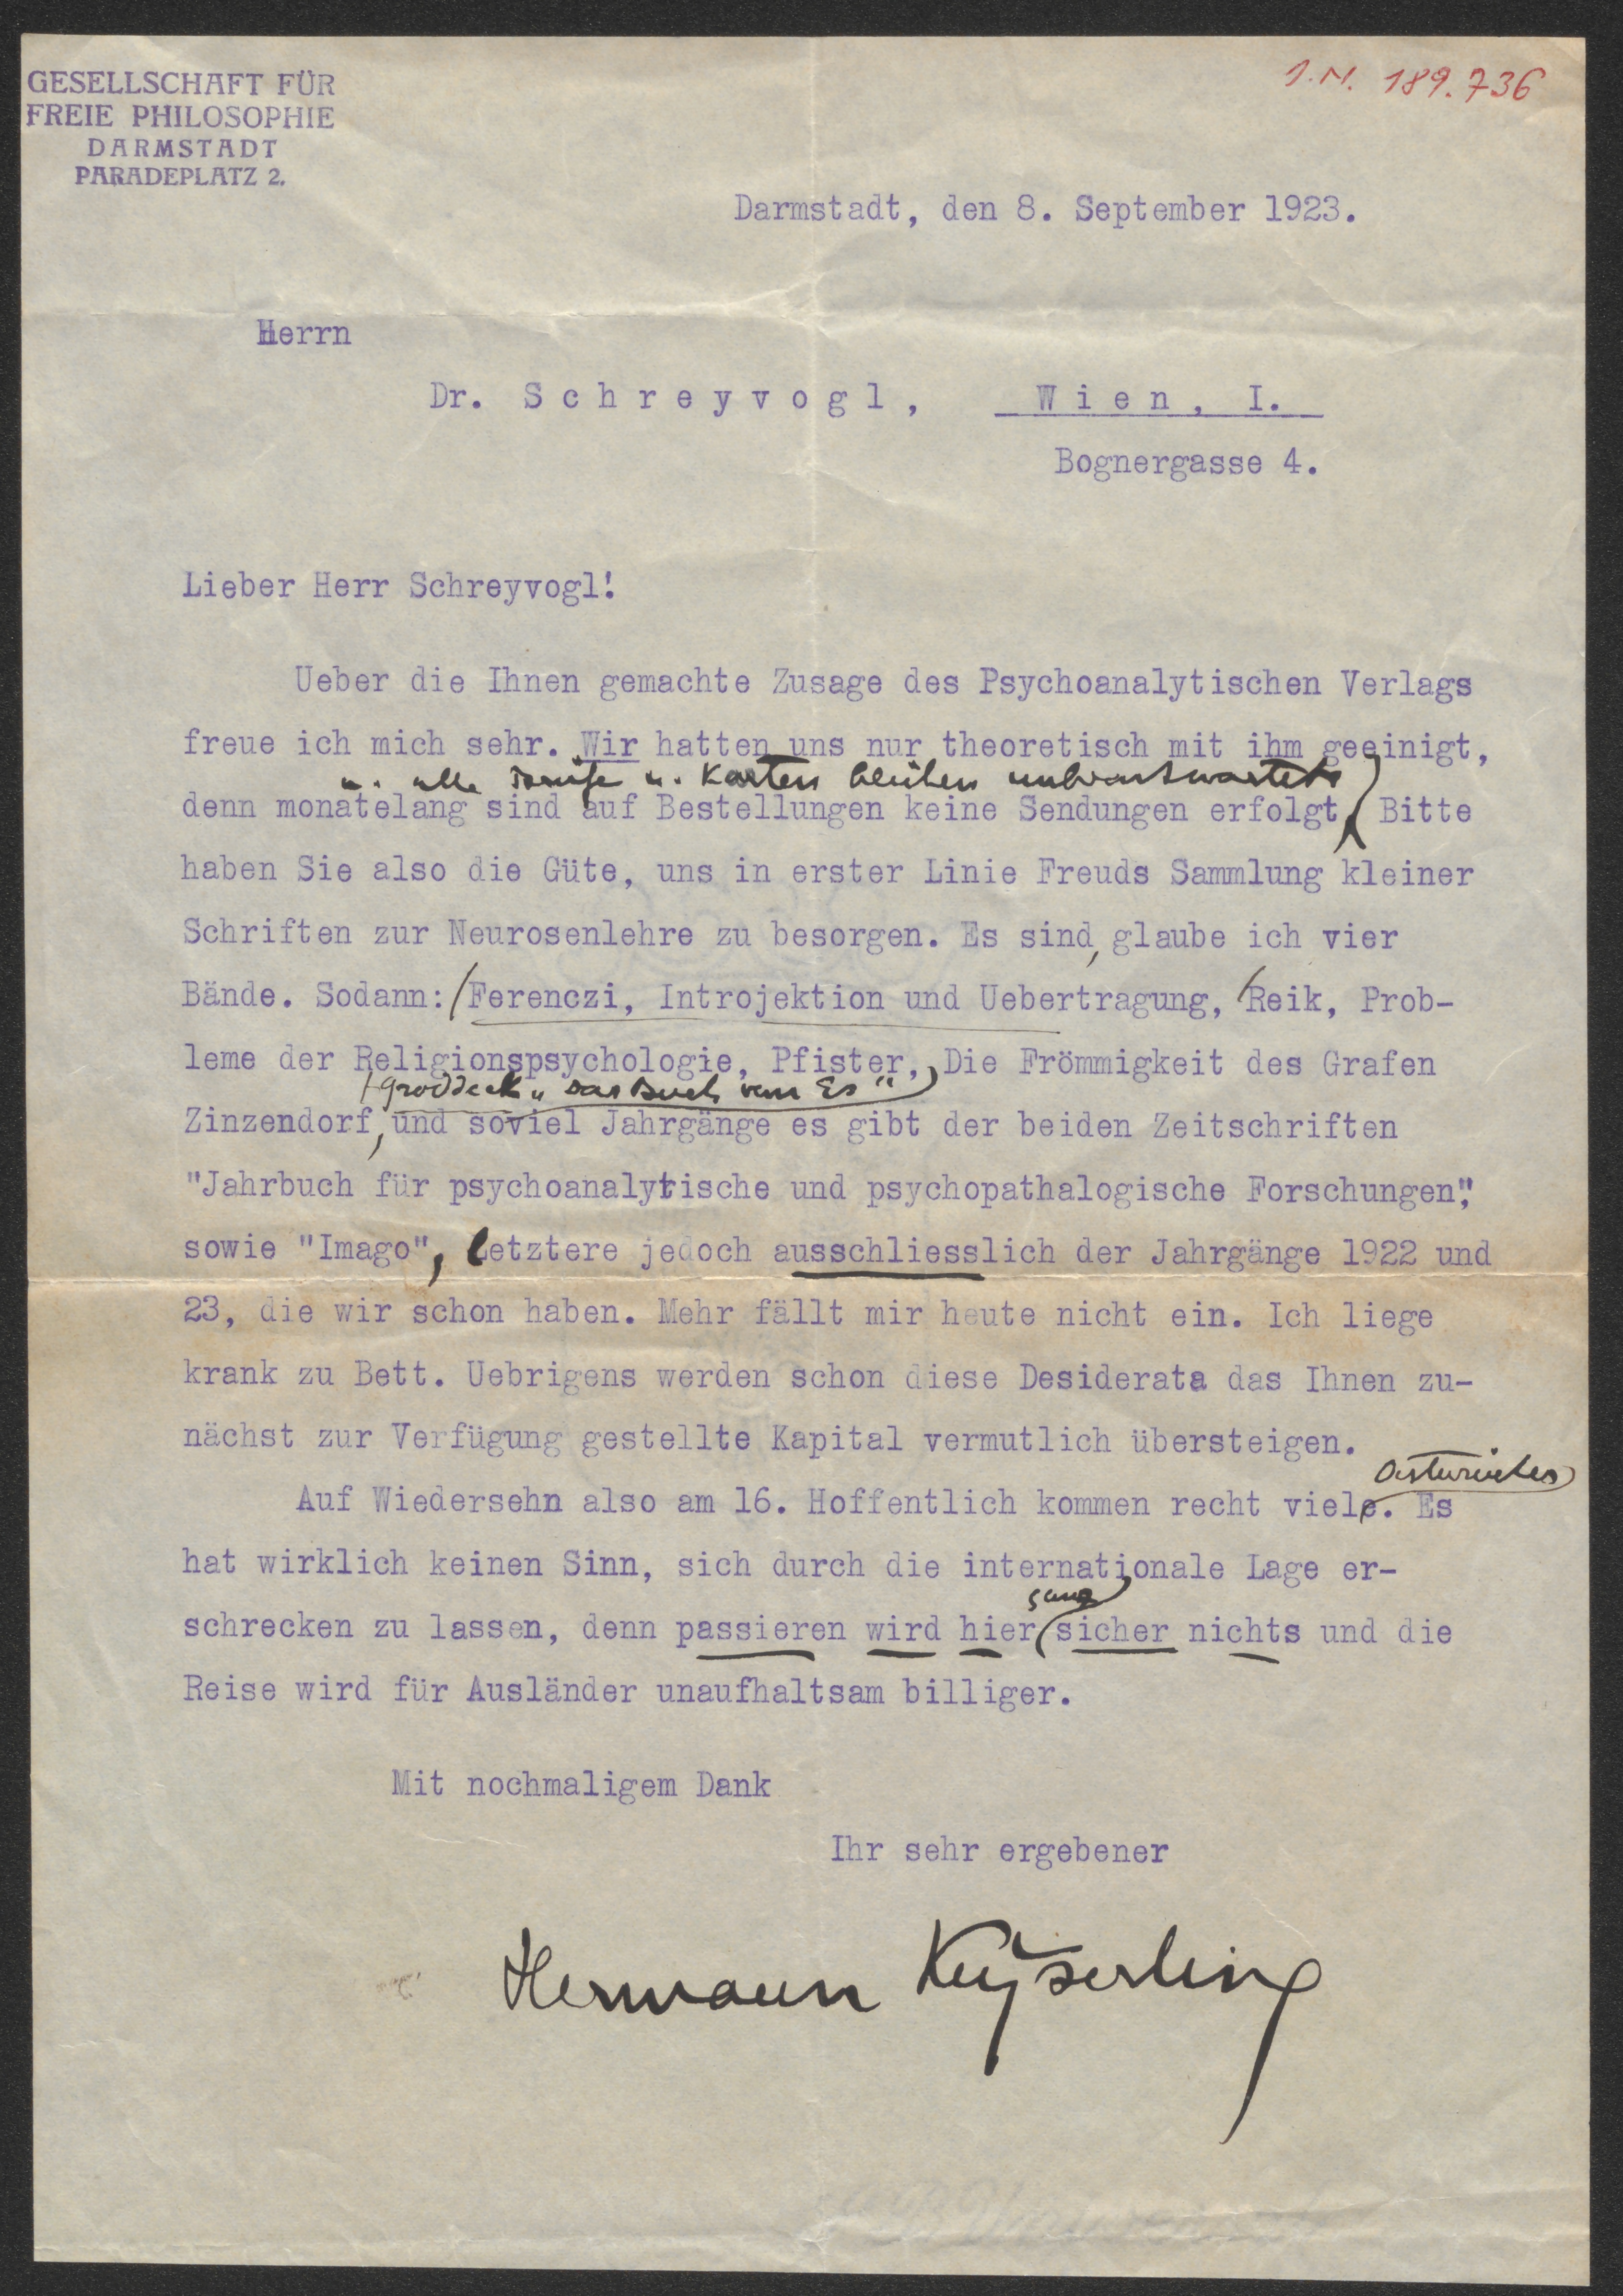 GESELLSCHAFT FÜR
FREIE PHILOSOPHIE
DARMSTADT
PARADEPLATZ 2.
I.N. 189.736
Darmstadt, den 8. September 1923.
Herrn
Dr. Schreyvogl, Wien, I.
Bognergasse 4.
Lieber Herr Schreyvogl!
Ueber die Ihnen gemachte Zusage des Psychoanalytischen Verlags
freue ich mich sehr. Wir hatten uns nur theoretisch mit ihm geeinigt,
u. alle Briefe u. Karten bleiben unbeantwortet
denn monatelang sind auf Bestellungen keine Sendungen erfolgt. Bitte
haben Sie also die Güte, uns in erster Linie Freuds Sammlung kleiner
Schriften zur Neurosenlehre zu besorgen. Es sind, glaube ich vier
Bände. Sodann: Ferenczi, Introjektion und Uebertragung, Reik, Prob-
leme der Religionspsychologie, Pfister, Die Frömmigkeit des Grafen
Groddeck „Das Buch vom Es“
Zinzendorf, und soviel Jahrgänge es gibt der beiden Zeitschriften
"Jahrbuch für psychoanalytische und psychopathalogische Forschungen",
sowie "Imago", letztere jedoch ausschliesslich der Jahrgänge 1922 und
23, die wir schon haben. Mehr fällt mir heute nicht ein. Ich liege
krank zu Bett. Uebrigens werden schon diese Desiderata das Ihnen zu-
nächst zur Verfügung gestellte Kapital vermutlich übersteigen.
Oesterreicher
Auf Wiedersehn also am 16. Hoffentlich kommen recht viele. Es
hat wirklich keinen Sinn, sich durch die internationale Lage er-
ganz
schrecken zu lassen, denn passieren wird hier sicher nichts und die
Reise wird für Ausländer unaufhaltsam billiger.
Mit nochmaligem Dank
Ihr sehr ergebener
Hermann Keyserling